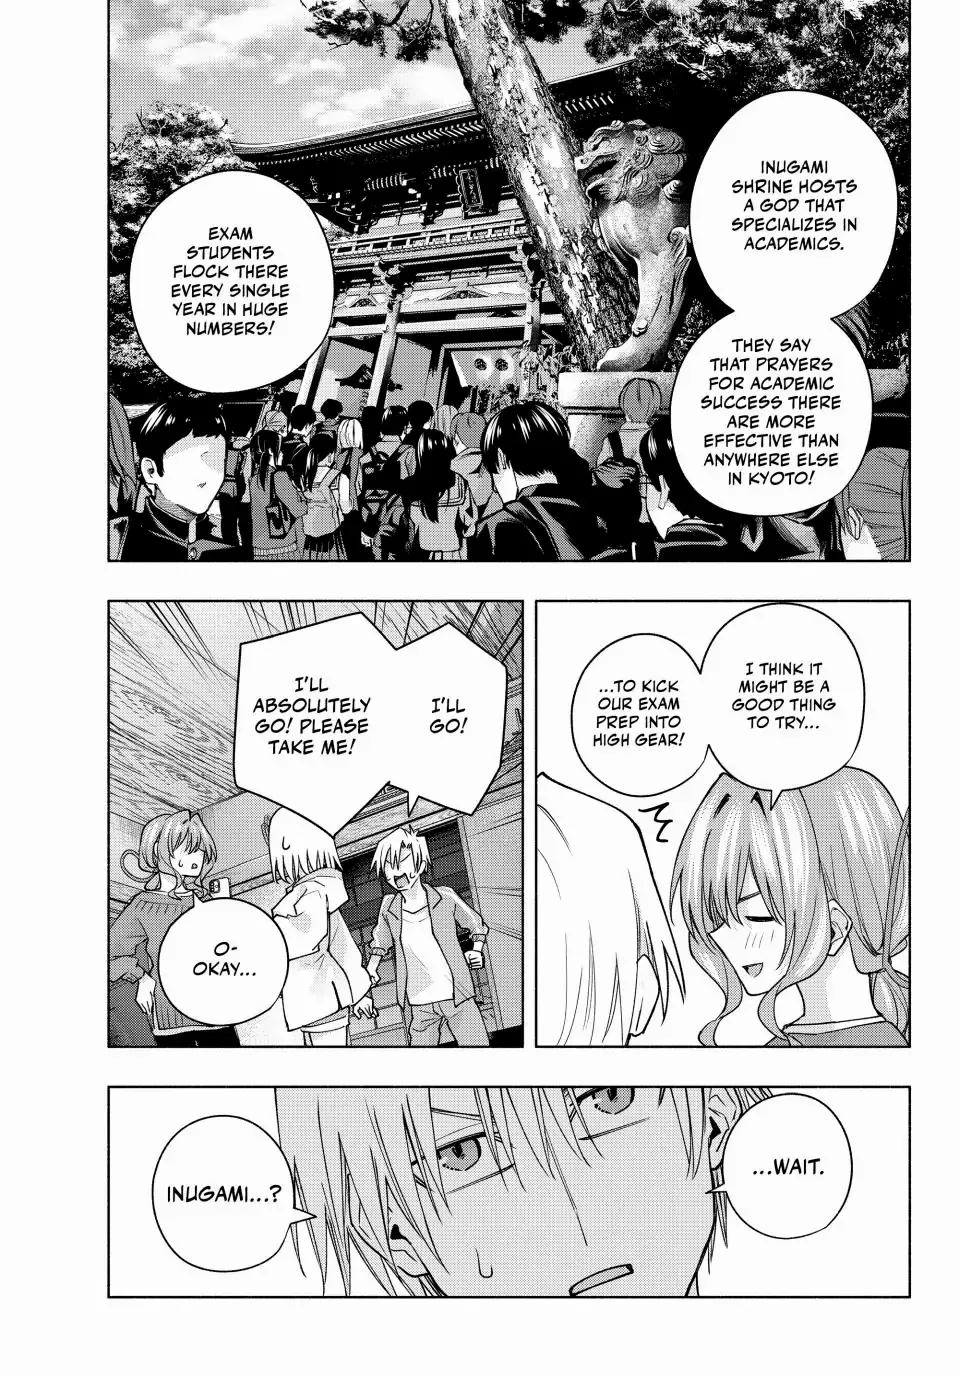 INUGAMI
SHRINE HOSTS
A GOD THAT
SPECIALIZES IN
ACADEMICS.
THEY SAY
THAT PRAYERS
FOR ACADEMIC
SUCCESS THERE
ARE MORE
EFFECTIVE THAN
ANYWHERE ELSE
IN KYOTO!
EXAM
STUDENTS
FLOCK THERE
EVERY SINGLE
YEAR IN HUGE
NUMBERS!
I THINK IT
MIGHT BE A
GOOD THING
TO TRY...
...TO KICK
OUR EXAM
PREP INTO
HIGH GEAR!
I'LL
GO!
I'LL
ABSOLUTELY
GO! PLEASE
TAKE ME!
O-
OKAY...
...WAIT.
INUGAMI...?